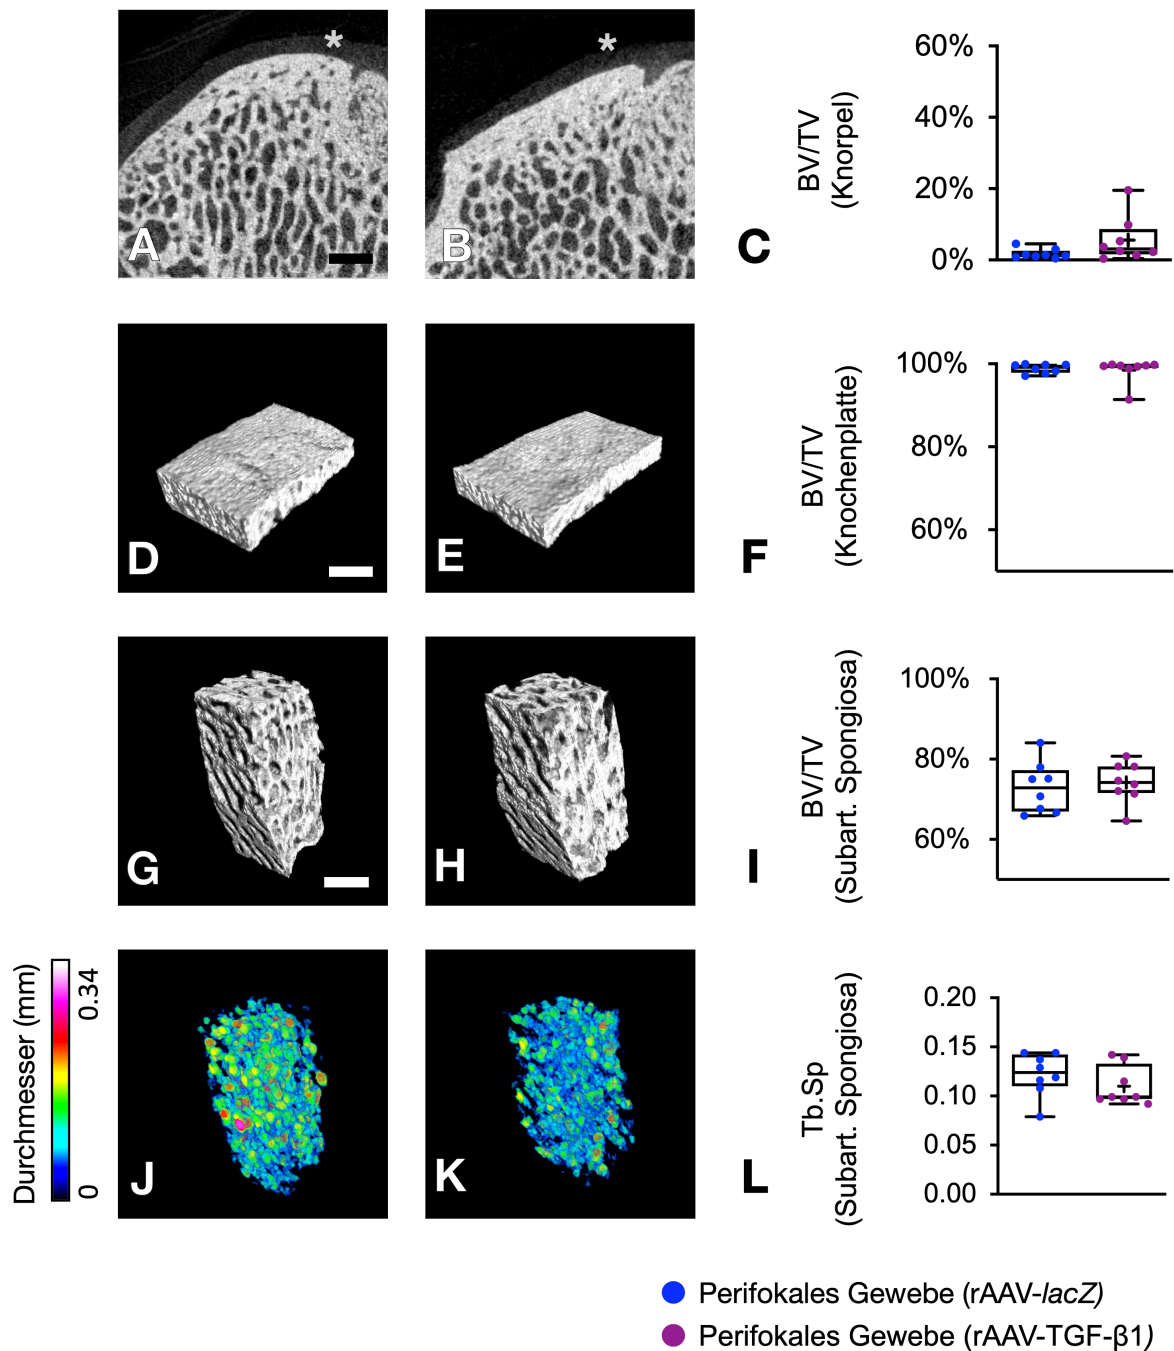 *
A
*
B
C
BV/TV
(Knorpel)
60%
40%
20%
0%
D
E
F
BV/TV
(Knochenplatte)
100%
80%
60%
G
H
I
BV/TV
(Subart. Spongiosa)
100%
80%
60%
Durchmesser (mm)
0.34
0
J
K
L
Tb.Sp
(Subart. Spongiosa)
0.20
0.15
0.10
0.05
0.00
Perifokales Gewebe (rAAV-lacZ)
Perifokales Gewebe (rAAV-TGF-β1)